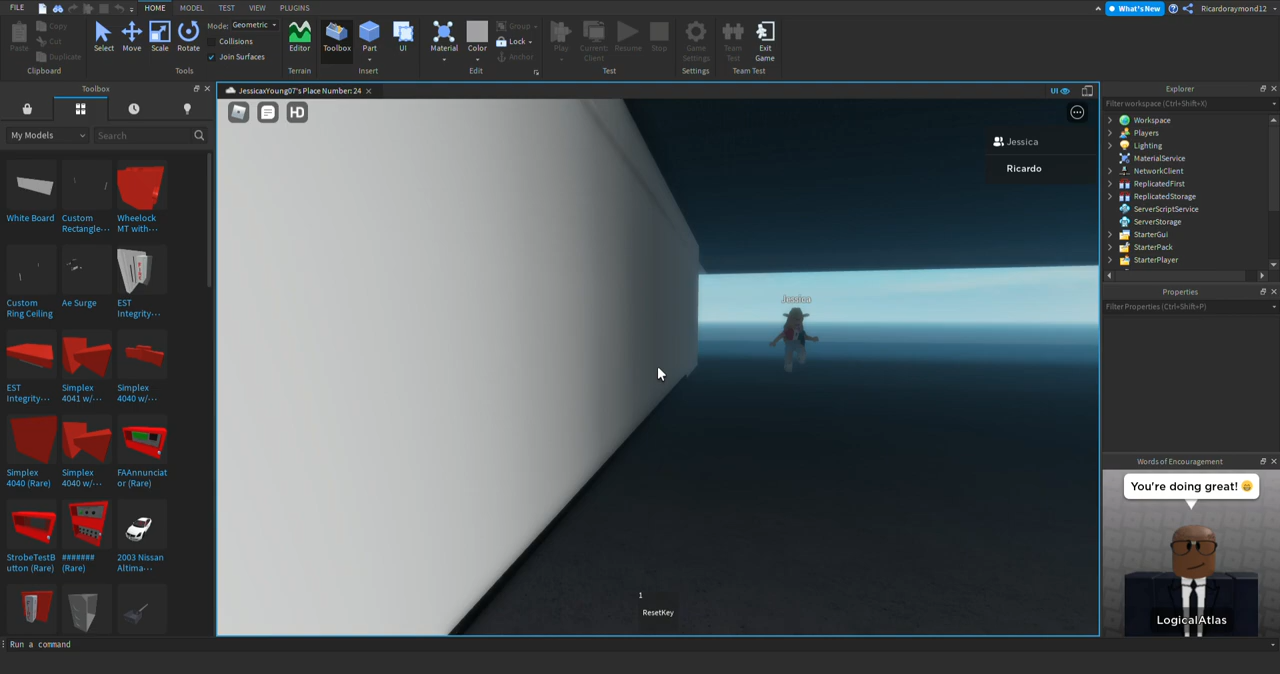 FILE HOME MODEL TEST VIEW PLUGINS What's New Ricardoraymond12
Paste Copy Cut Duplicate Select Move Scale Rotate Mode: Geometric Collisions Join Surfaces Editor Toolbox Part UI Material Color Group Lock Anchor Play Current Client Resume Stop Game Settings Team Test Exit Game
Clipboard Tools Terrain Insert Edit Test Settings Team Test
Toolbox
My Models Search
White Board Custom Rectangle··· Wheelock MT with···
Custom Ring Ceiling Ae Surge EST Integrity···
EST Integrity··· Simplex 4041 w/··· Simplex 4040 w/···
Simplex 4040 (Rare) Simplex 4040 w/··· FAAnnunciator (Rare)
StrobeTestButton (Rare) ####### (Rare) 2003 Nissan Altima···
JessicaxYoung07's Place Number: 24 UI
HD
Jessica
Ricardo
Jessica
1
ResetKey
Explorer
Filter workspace (Ctrl+Shift+X)
Workspace
Players
Lighting
MaterialService
NetworkClient
ReplicatedFirst
ReplicatedStorage
ServerScriptService
ServerStorage
StarterGui
StarterPack
StarterPlayer
Properties
Filter Properties (Ctrl+Shift+P)
Words of Encouragement
You're doing great! 😄
LogicalAtlas
Run a command